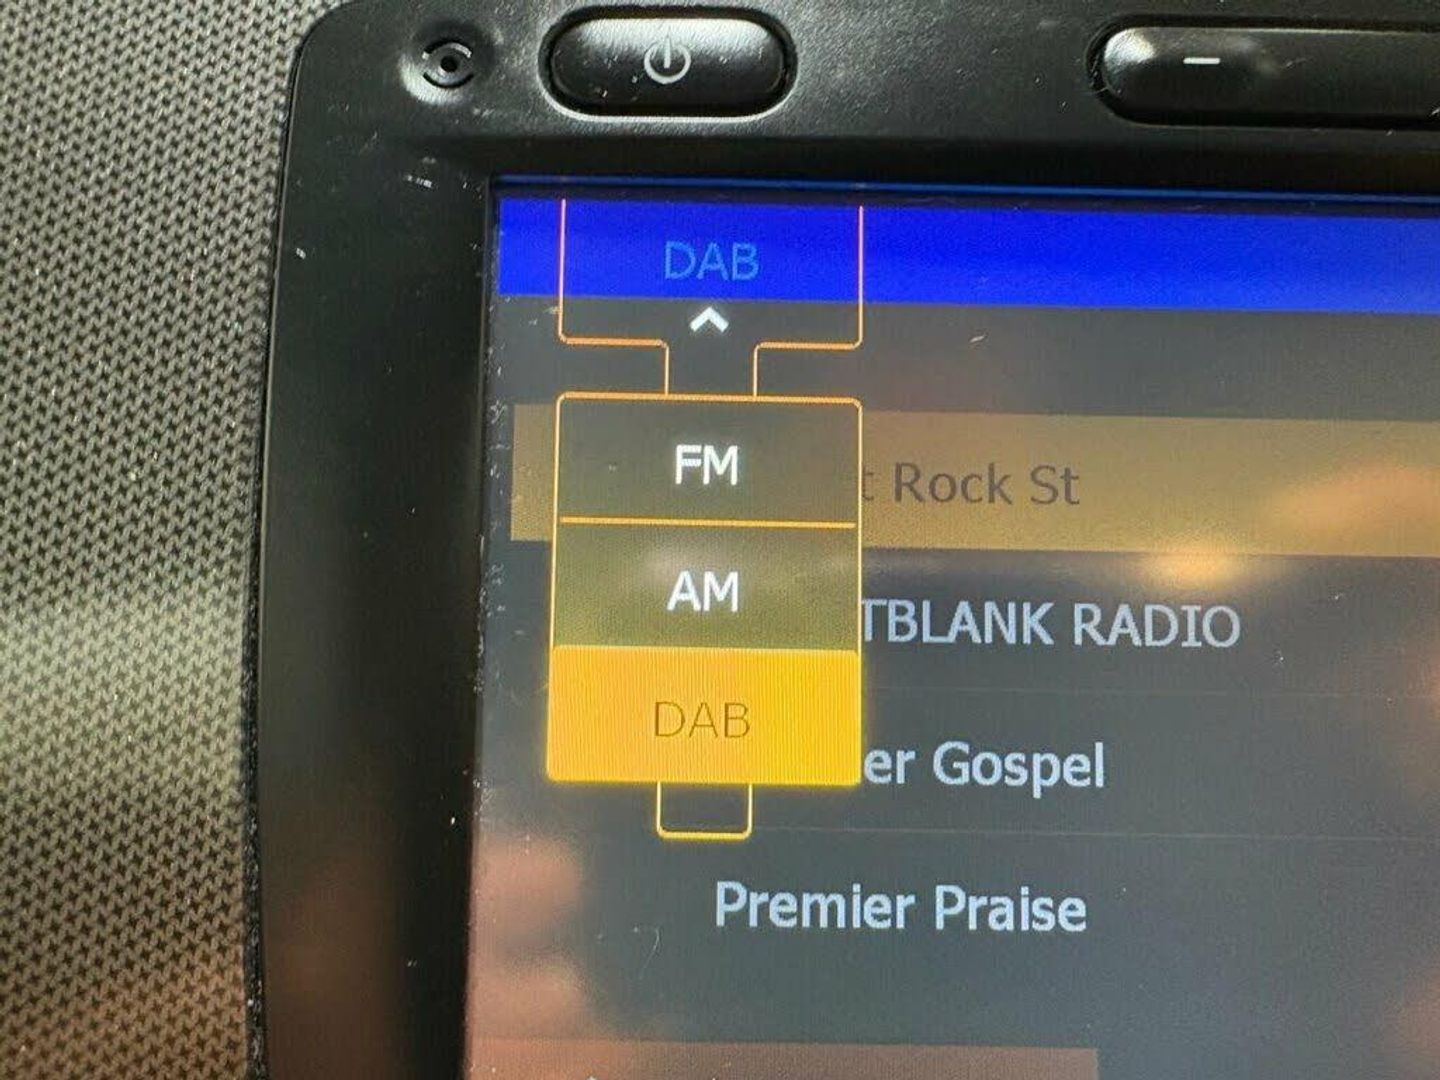 DAB
FM
t Rock St
AM
TBLANK RADIO
DAB
er Gospel
Premier Praise